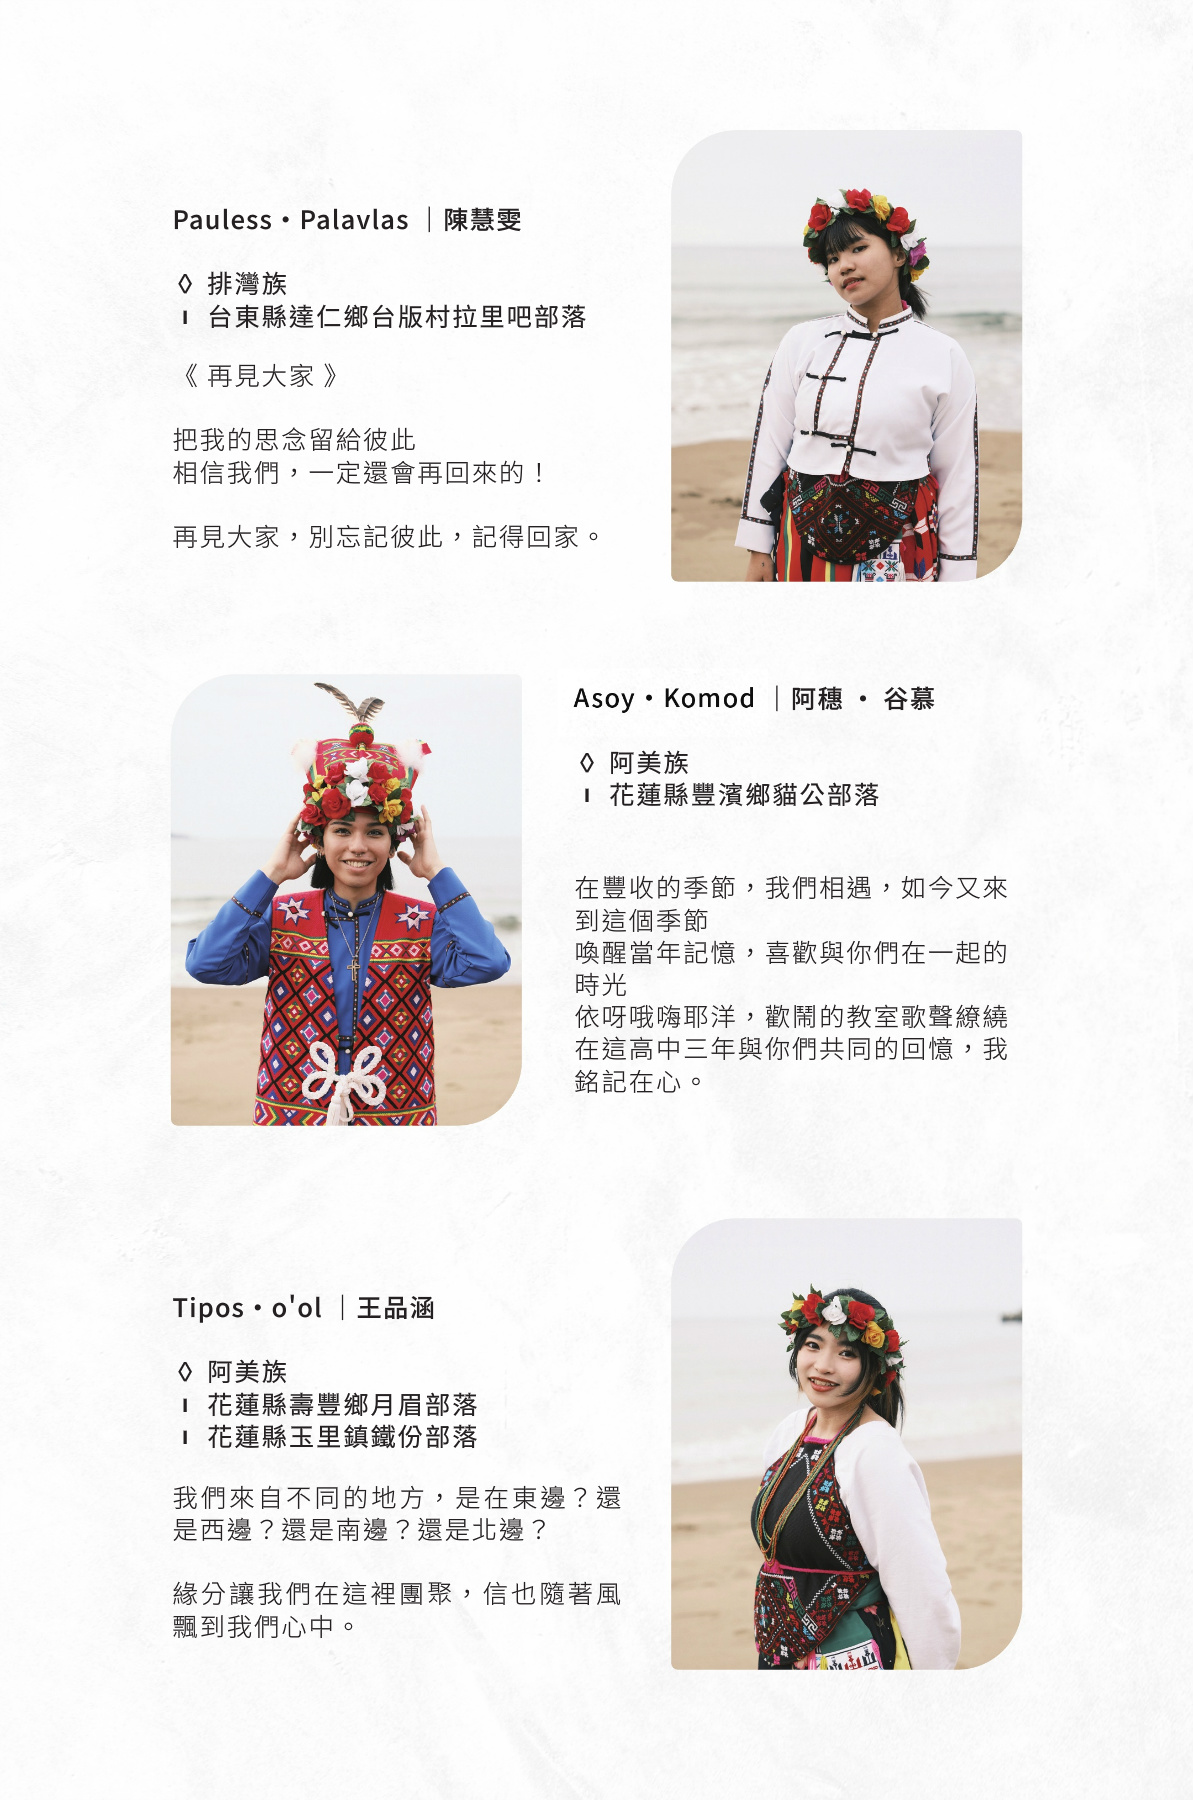 Pauless・Palavlas ｜陳慧雯
◊ 排灣族
ı 台東縣達仁鄉台版村拉里吧部落
《 再見大家 》
把我的思念留給彼此
相信我們，一定還會再回來的！
再見大家，別忘記彼此，記得回家。
Asoy・Komod ｜阿穗 ・ 谷慕
◊ 阿美族
ı 花蓮縣豐濱鄉貓公部落
在豐收的季節，我們相遇，如今又來
到這個季節
喚醒當年記憶，喜歡與你們在一起的
時光
依呀哦嗨耶洋，歡鬧的教室歌聲繚繞
在這高中三年與你們共同的回憶，我
銘記在心。
Tipos・o'ol ｜王品涵
◊ 阿美族
ı 花蓮縣壽豐鄉月眉部落
ı 花蓮縣玉里鎮鐵份部落
我們來自不同的地方，是在東邊？還
是西邊？還是南邊？還是北邊？
緣分讓我們在這裡團聚，信也隨著風
飄到我們心中。